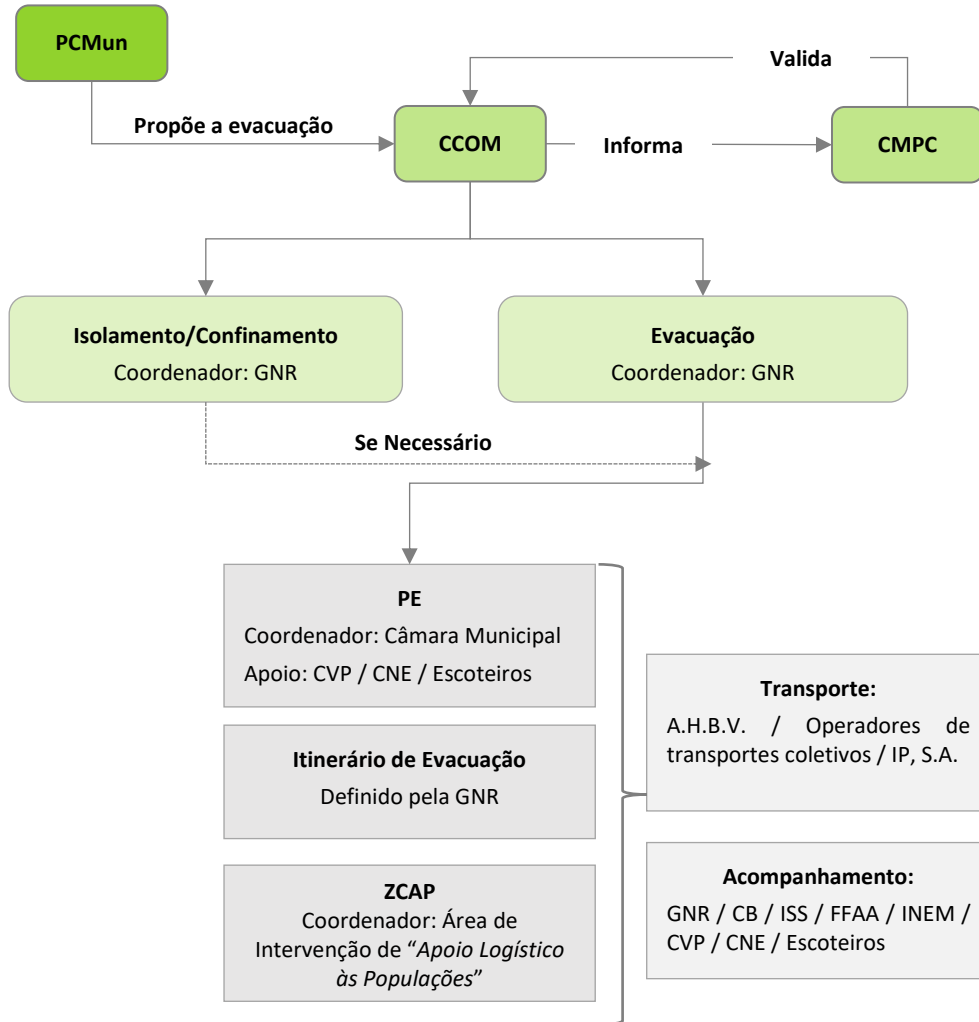 PCMun
Valida
Propõe a evacuação
CCOM
Informa
CMPC
Isolamento/Confinamento
Coordenador: GNR
Evacuação
Coordenador: GNR
Se Necessário
PE
Coordenador: Câmara Municipal
Apoio: CVP / CNE / Escoteiros
Itinerário de Evacuação
Definido pela GNR
ZCAP
Coordenador: Área de
Intervenção de “Apoio Logístico
às Populações”
Transporte:
A.H.B.V. / Operadores de
transportes coletivos / IP, S.A.
Acompanhamento:
GNR / CB / ISS / FFAA / INEM /
CVP / CNE / Escoteiros